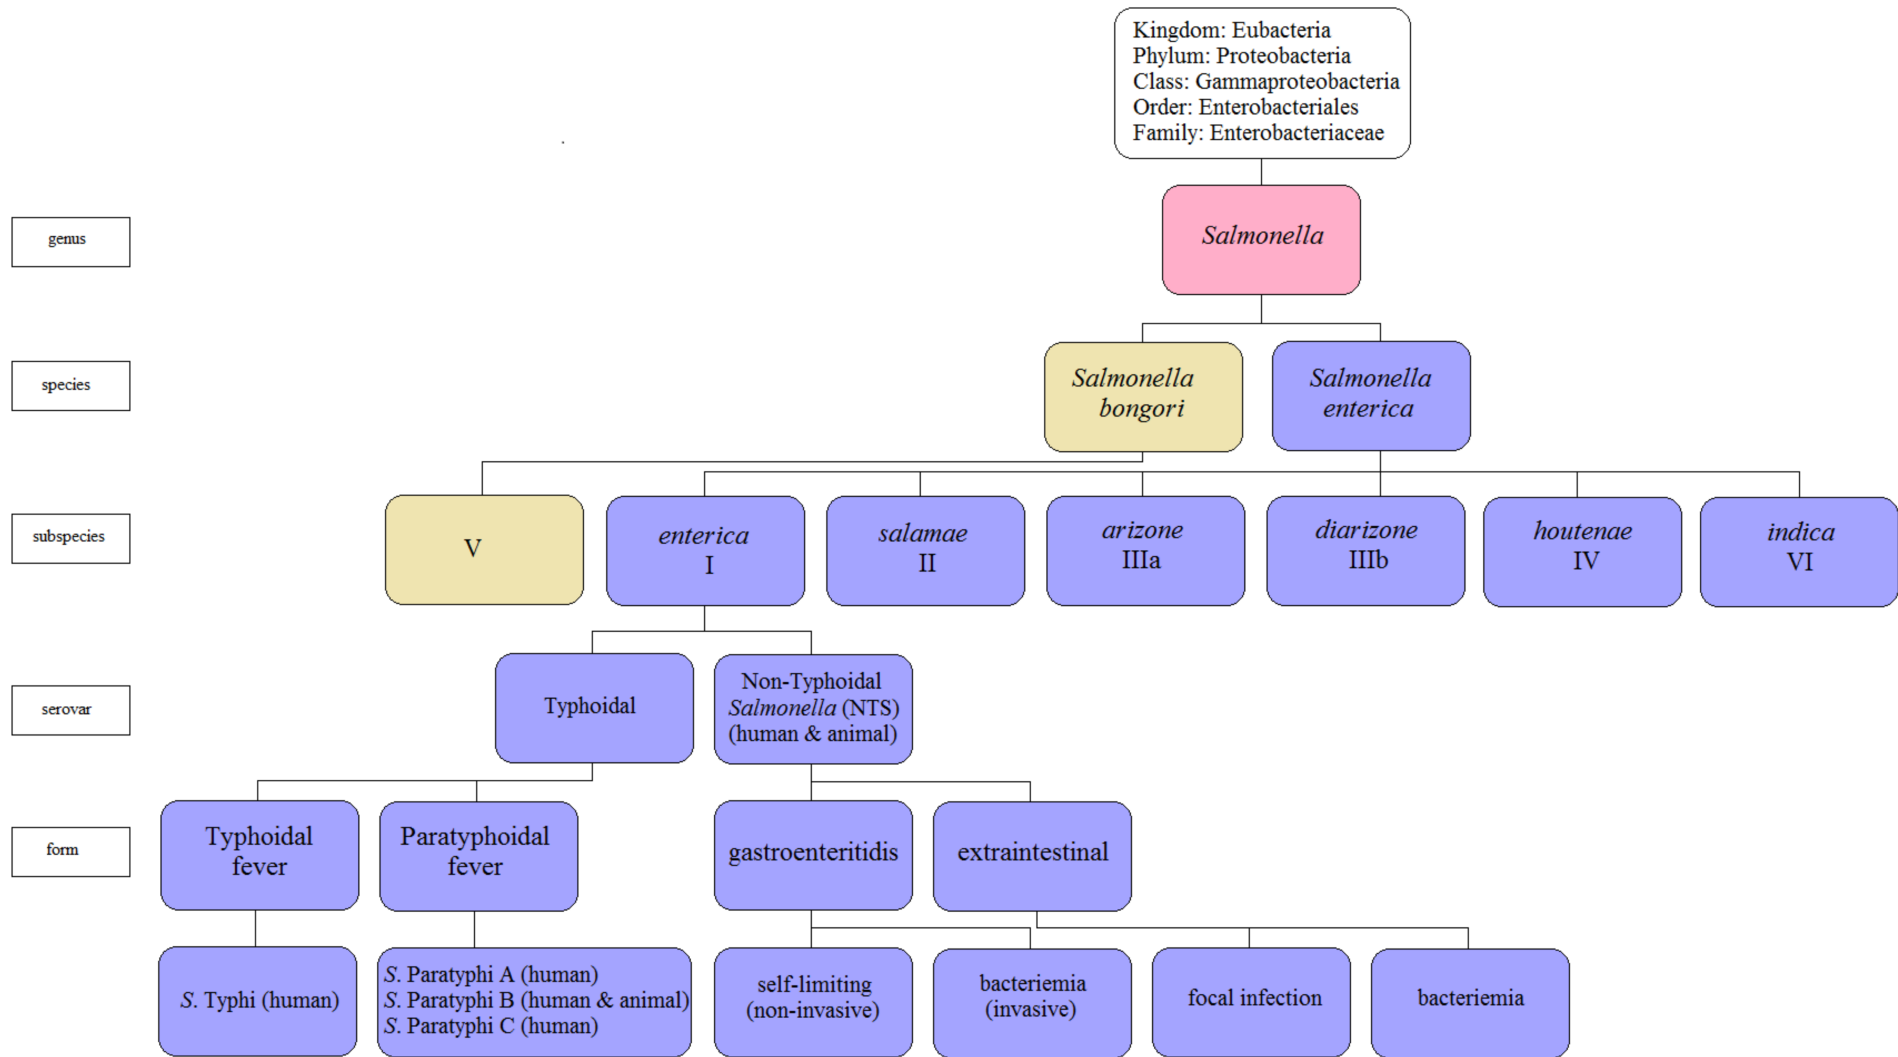 Kingdom: Eubacteria
Phylum: Proteobacteria
Class: Gammaproteobacteria
Order: Enterobacteriales
Family: Enterobacteriaceae
genus
Salmonella
species
Salmonella
bongori
Salmonella
enterica
subspecies
V
enterica
I
salamae
II
arizone
IIIa
diarizone
IIIb
houtenae
IV
indica
VI
serovar
Typhoidal
Non-Typhoidal
Salmonella (NTS)
(human & animal)
form
Typhoidal
fever
Paratyphoidal
fever
gastroenteritidis
extraintestinal
S. Typhi (human)
S. Paratyphi A (human)
S. Paratyphi B (human & animal)
S. Paratyphi C (human)
self-limiting
(non-invasive)
bacteriemia
(invasive)
focal infection
bacteriemia